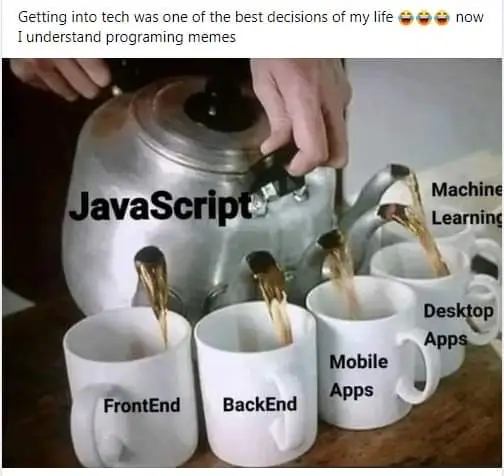 Getting into tech was one of the best decisions of my life 😂😂😂 now
I understand programing memes
JavaScript
Machine
Learning
Desktop
Apps
Mobile
Apps
BackEnd
FrontEnd